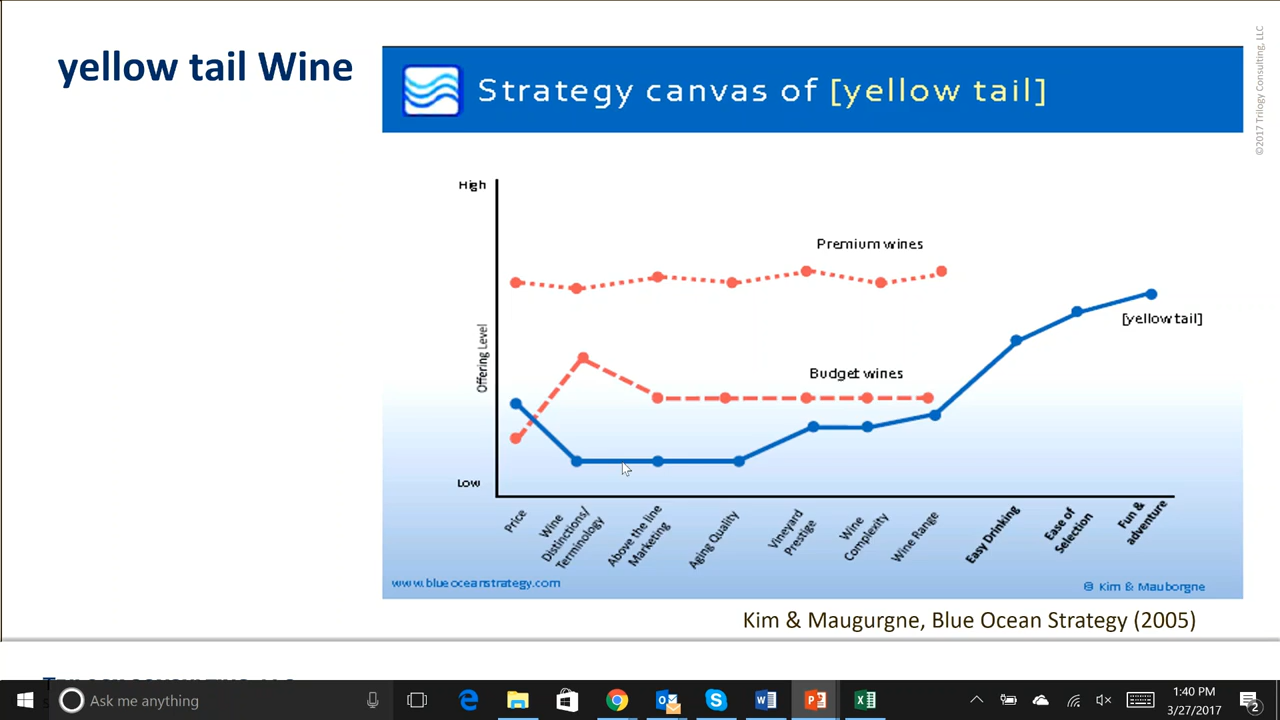 yellow tail Wine
Strategy canvas of [yellow tail]
©2017 Trilogy Consulting, LLC
High
Premium wines
[yellow tail]
Offering Level
Budget wines
Low
Price
Wine
Distinctions/
Terminology
Above the line
Marketing
Aging Quality
Vineyard
Prestige
Wine
Complexity
Wine Range
Easy Drinking
Ease of
Selection
Fun &
adventure
www.blueoceanstrategy.com
© Kim & Mauborgne
Kim & Maugurgne, Blue Ocean Strategy (2005)
Ask me anything
1:40 PM
3/27/2017
2